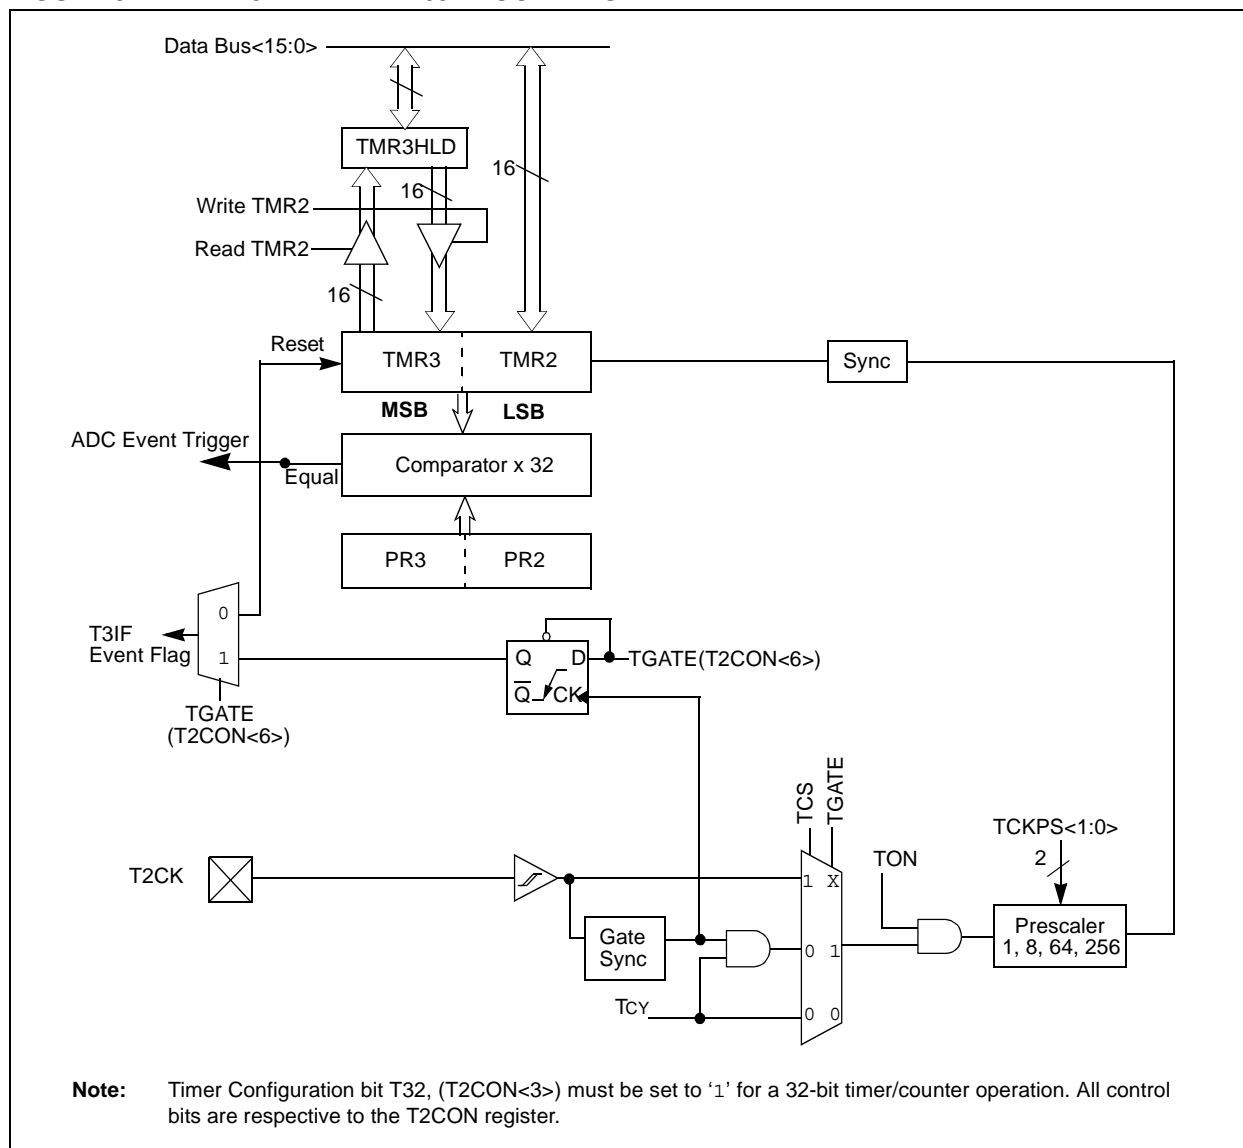 Data Bus<15:0>
TMR3HLD
16
16
Write TMR2
Read TMR2
16
Reset
TMR3
TMR2
Sync
MSB
LSB
ADC Event Trigger
Equal
Comparator x 32
PR3
PR2
0
T3IF
Event Flag
1
Q
D
TGATE(T2CON<6>)
Q
CK
TGATE
(T2CON<6>)
TCS
TGATE
TCKPS<1:0>
2
TON
T2CK
1 X
Gate
Sync
0 1
Prescaler
1, 8, 64, 256
TCY
0 0
Note: Timer Configuration bit T32, (T2CON<3>) must be set to ‘1’ for a 32-bit timer/counter operation. All control
bits are respective to the T2CON register.